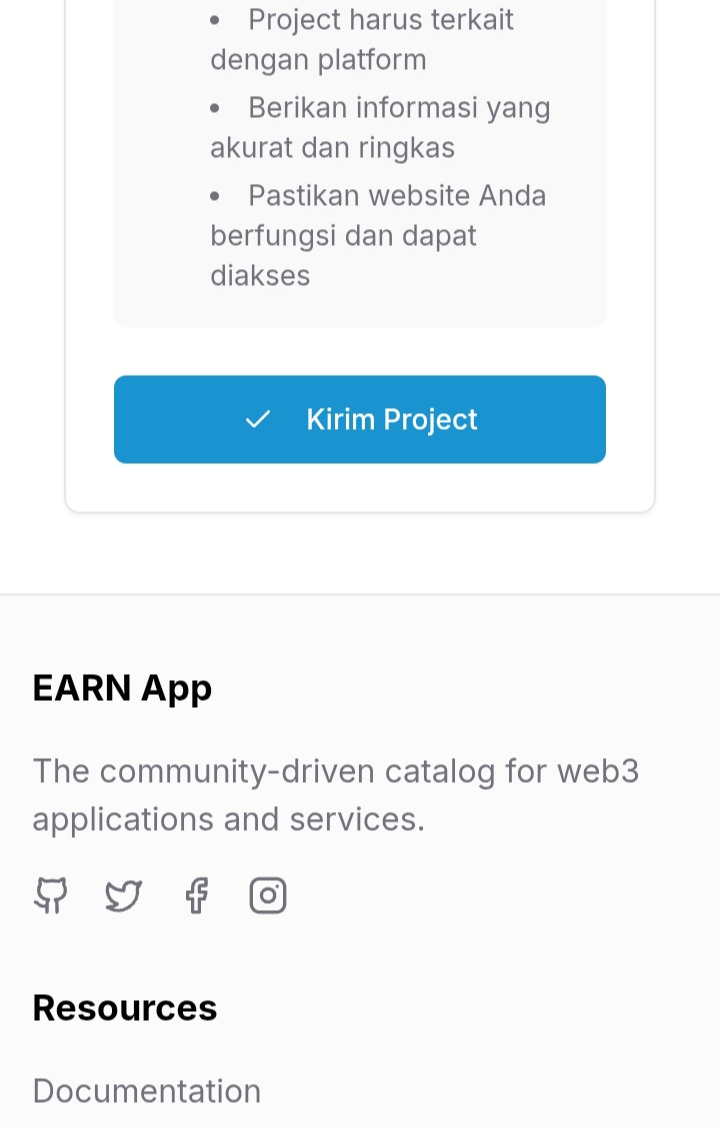 • Project harus terkait
dengan platform
• Berikan informasi yang
akurat dan ringkas
• Pastikan website Anda
berfungsi dan dapat
diakses
Kirim Project
EARN App
The community-driven catalog for web3
applications and services.
Resources
Documentation